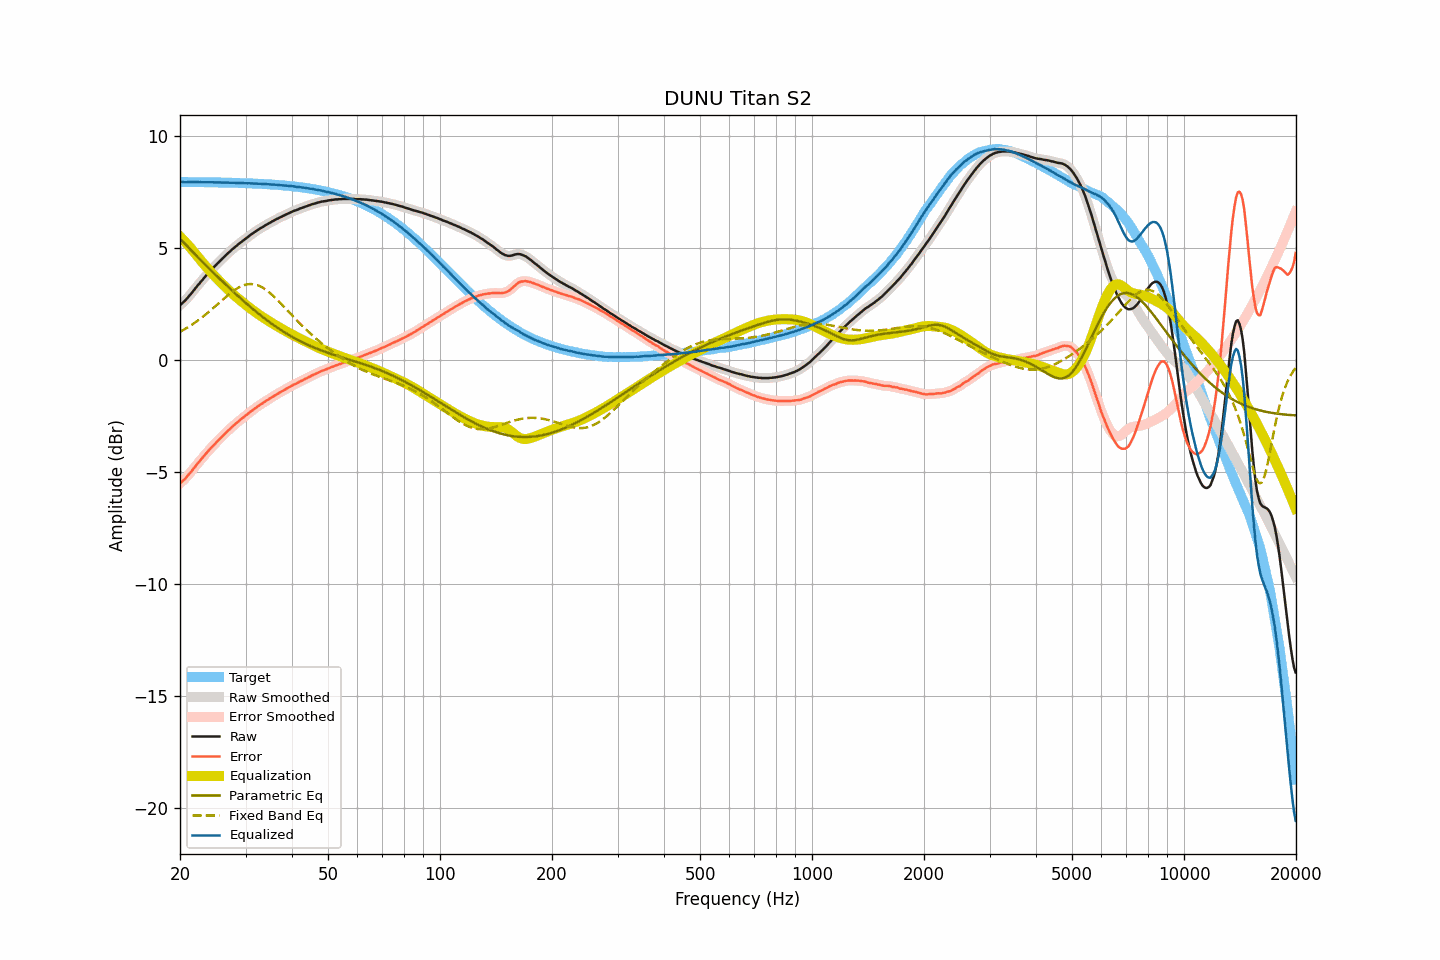 DUNU Titan S2
10
5
0
−5
−10
−15
−20
Amplitude (dBr)
Target
Raw Smoothed
Error Smoothed
Raw
Error
Equalization
Parametric Eq
Fixed Band Eq
Equalized
20 50 100 200 500 1000 2000 5000 10000 20000
Frequency (Hz)